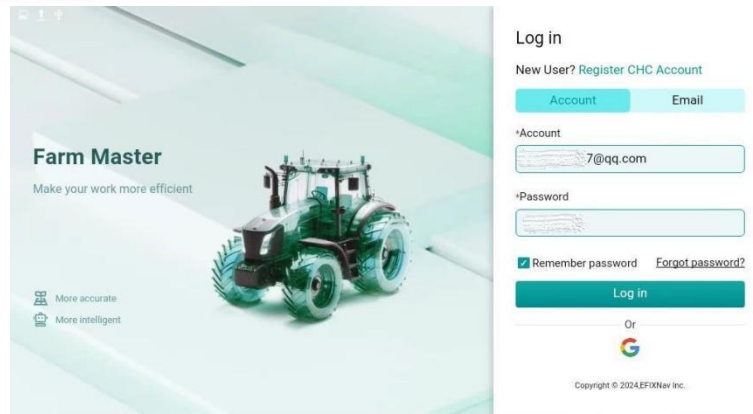 Farm Master
Make your work more efficient
More accurate
More intelligent
Log in
New User? Register CHC Account
Account Email
*Account
7@qq.com
*Password
Remember password Forgot password?
Log in
Or
Copyright © 2024,EFIXNav Inc.